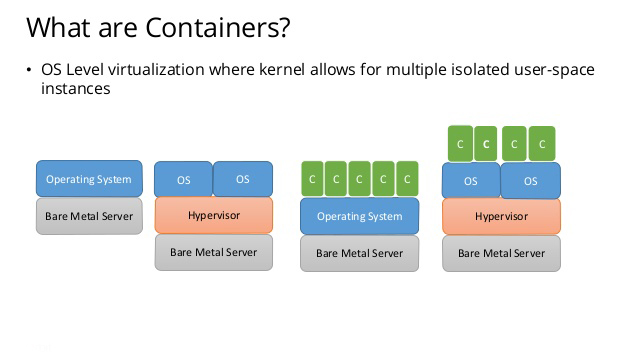 What are Containers?
• OS Level virtualization where kernel allows for multiple isolated user-space
instances
Operating System
Bare Metal Server
OS OS
Hypervisor
Bare Metal Server
C C C C C
Operating System
Bare Metal Server
C C C C
OS OS
Hypervisor
Bare Metal Server